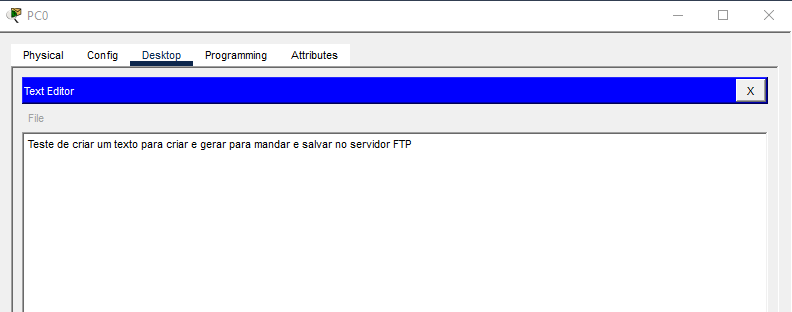 PC0
Physical Config Desktop Programming Attributes
Text Editor X
File
Teste de criar um texto para criar e gerar para mandar e salvar no servidor FTP